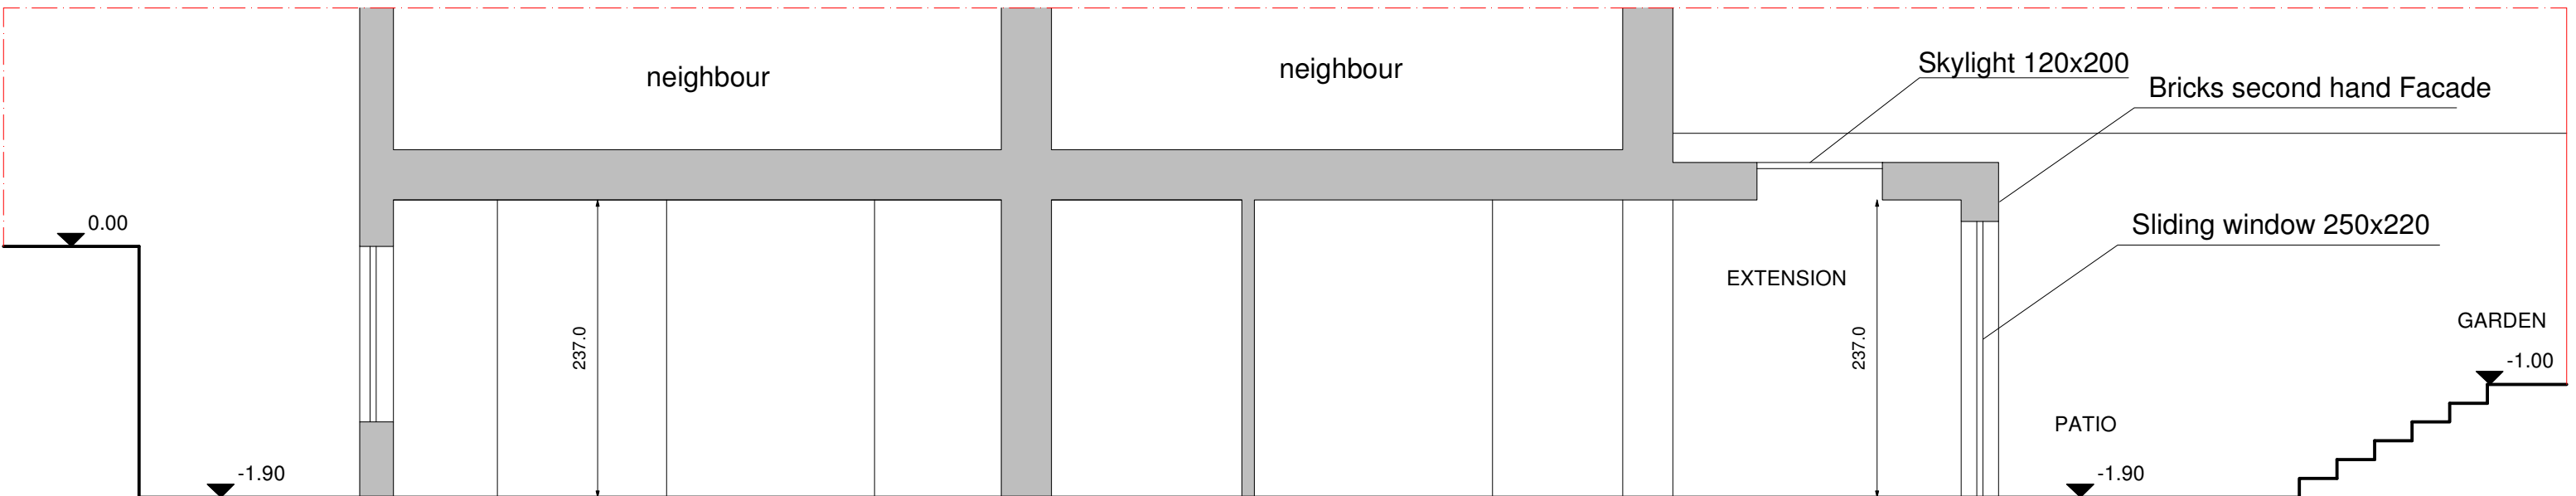 neighbour
neighbour
Skylight 120x200
Bricks second hand Facade
0.00
Sliding window 250x220
EXTENSION
GARDEN
237.0
237.0
-1.00
PATIO
-1.90
-1.90